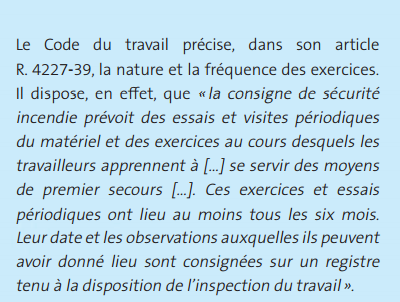 Le Code du travail précise, dans son article
R. 4227-39, la nature et la fréquence des exercices.
Il dispose, en effet, que « la consigne de sécurité
incendie prévoit des essais et visites périodiques
du matériel et des exercices au cours desquels les
travailleurs apprennent à [...] se servir des moyens
de premier secours [...]. Ces exercices et essais
périodiques ont lieu au moins tous les six mois.
Leur date et les observations auxquelles ils peuvent
avoir donné lieu sont consignées sur un registre
tenu à la disposition de l'inspection du travail ».